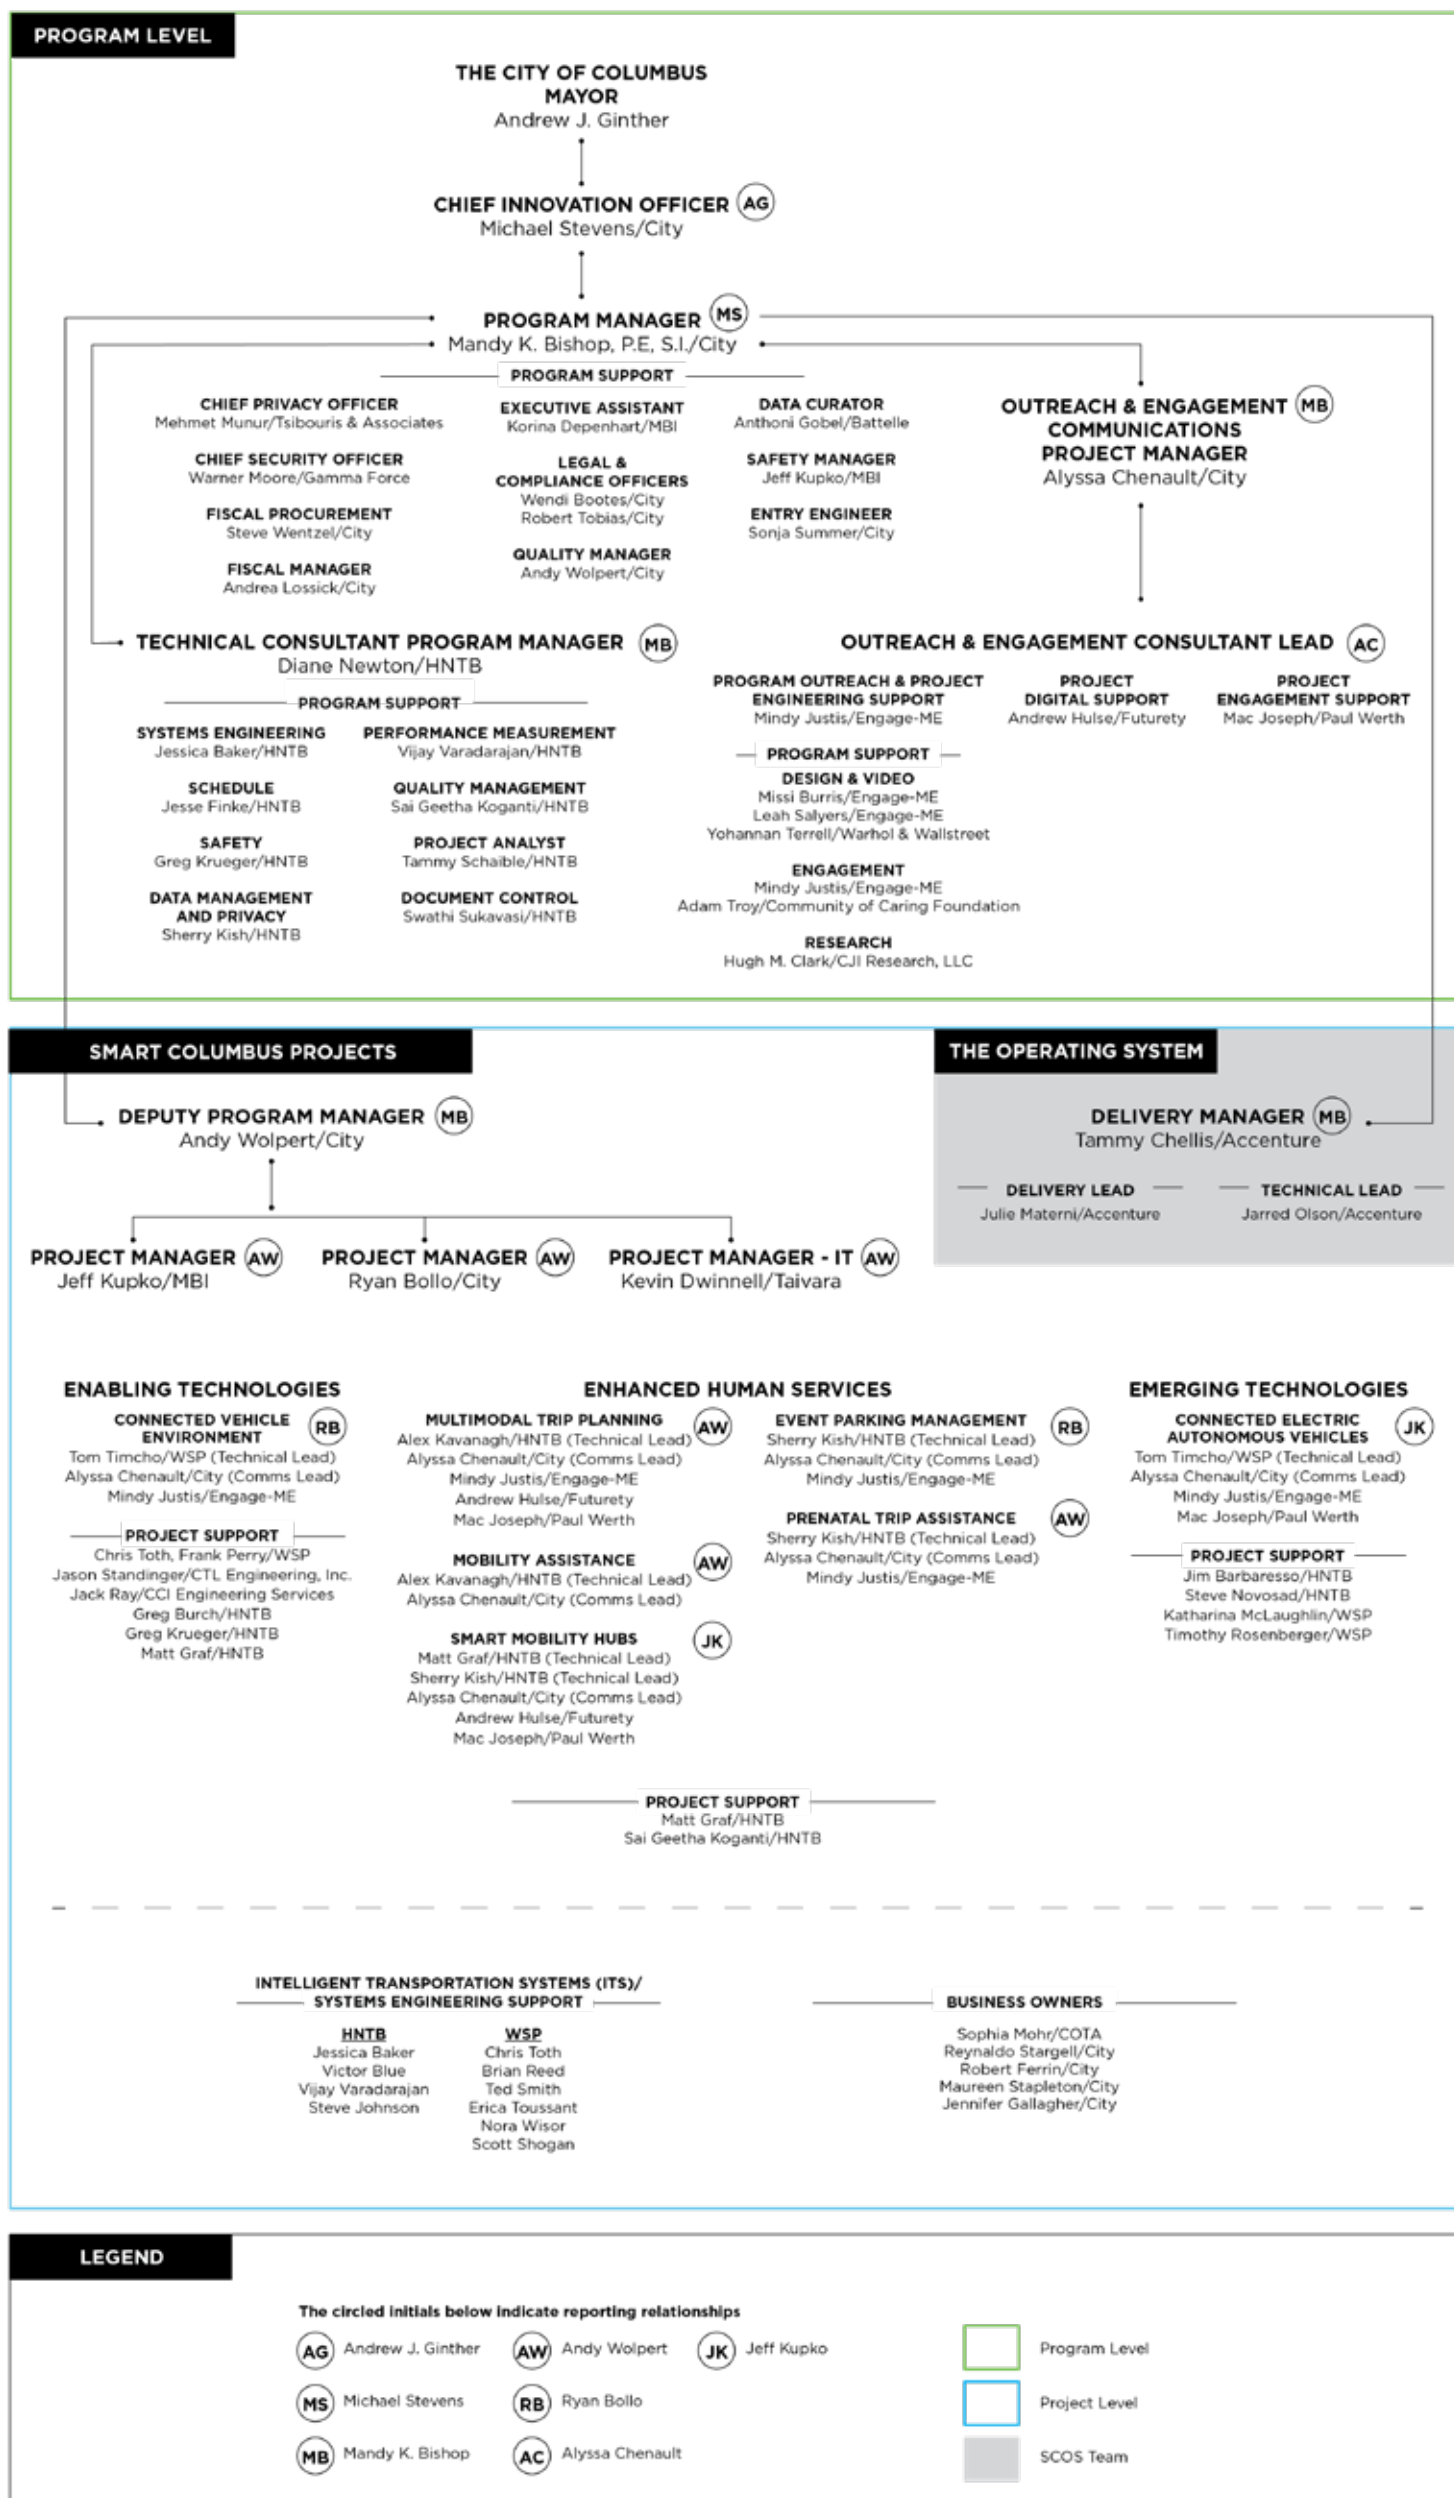 PROGRAM LEVEL
THE CITY OF COLUMBUS
MAYOR
Andrew J. Ginther
CHIEF INNOVATION OFFICER AG
Michael Stevens/City
PROGRAM MANAGER MS
Mandy K. Bishop, P.E, S.I./City
PROGRAM SUPPORT
CHIEF PRIVACY OFFICER
Mehmet Munur/Tsibouris & Associates
CHIEF SECURITY OFFICER
Warner Moore/Gamma Force
FISCAL PROCUREMENT
Steve Wentzel/City
FISCAL MANAGER
Andrea Lossick/City
EXECUTIVE ASSISTANT
Korina Depenhart/MBI
LEGAL &
COMPLIANCE OFFICERS
Wendi Bootes/City
Robert Tobias/City
QUALITY MANAGER
Andy Wolpert/City
DATA CURATOR
Anthoni Gobel/Battelle
SAFETY MANAGER
Jeff Kupko/MBI
ENTRY ENGINEER
Sonja Summer/City
OUTREACH & ENGAGEMENT MB
COMMUNICATIONS
PROJECT MANAGER
Alyssa Chenault/City
TECHNICAL CONSULTANT PROGRAM MANAGER MB
Diane Newton/HNTB
PROGRAM SUPPORT
SYSTEMS ENGINEERING
Jessica Baker/HNTB
SCHEDULE
Jesse Finke/HNTB
SAFETY
Greg Krueger/HNTB
DATA MANAGEMENT
AND PRIVACY
Sherry Kish/HNTB
PERFORMANCE MEASUREMENT
Vijay Varadarajan/HNTB
QUALITY MANAGEMENT
Sai Geetha Koganti/HNTB
PROJECT ANALYST
Tammy Schaible/HNTB
DOCUMENT CONTROL
Swathi Sukavasi/HNTB
OUTREACH & ENGAGEMENT CONSULTANT LEAD AC
PROGRAM OUTREACH & PROJECT
ENGINEERING SUPPORT
Mindy Justis/Engage-ME
PROJECT
DIGITAL SUPPORT
Andrew Hulse/Futurety
PROJECT
ENGAGEMENT SUPPORT
Mac Joseph/Paul Werth
PROGRAM SUPPORT
DESIGN & VIDEO
Missi Burris/Engage-ME
Leah Salyers/Engage-ME
Yohannan Terrell/Warhol & Wallstreet
ENGAGEMENT
Mindy Justis/Engage-ME
Adam Troy/Community of Caring Foundation
RESEARCH
Hugh M. Clark/CJI Research, LLC
SMART COLUMBUS PROJECTS
DEPUTY PROGRAM MANAGER MB
Andy Wolpert/City
THE OPERATING SYSTEM
DELIVERY MANAGER MB
Tammy Chellis/Accenture
DELIVERY LEAD
Julie Materni/Accenture
TECHNICAL LEAD
Jarred Olson/Accenture
PROJECT MANAGER AW
Jeff Kupko/MBI
PROJECT MANAGER AW
Ryan Bollo/City
PROJECT MANAGER - IT AW
Kevin Dwinnell/Taivara
ENABLING TECHNOLOGIES
CONNECTED VEHICLE
ENVIRONMENT RB
Tom Timcho/WSP (Technical Lead)
Alyssa Chenault/City (Comms Lead)
Mindy Justis/Engage-ME
PROJECT SUPPORT
Chris Toth, Frank Perry/WSP
Jason Standinger/CTL Engineering, Inc.
Jack Ray/CCI Engineering Services
Greg Burch/HNTB
Greg Krueger/HNTB
Matt Graf/HNTB
ENHANCED HUMAN SERVICES
MULTIMODAL TRIP PLANNING AW
Alex Kavanagh/HNTB (Technical Lead)
Alyssa Chenault/City (Comms Lead)
Mindy Justis/Engage-ME
Andrew Hulse/Futurety
Mac Joseph/Paul Werth
MOBILITY ASSISTANCE AW
Alex Kavanagh/HNTB (Technical Lead)
Alyssa Chenault/City (Comms Lead)
SMART MOBILITY HUBS JK
Matt Graf/HNTB (Technical Lead)
Sherry Kish/HNTB (Technical Lead)
Alyssa Chenault/City (Comms Lead)
Andrew Hulse/Futurety
Mac Joseph/Paul Werth
EVENT PARKING MANAGEMENT RB
Sherry Kish/HNTB (Technical Lead)
Alyssa Chenault/City (Comms Lead)
Mindy Justis/Engage-ME
PRENATAL TRIP ASSISTANCE AW
Sherry Kish/HNTB (Technical Lead)
Alyssa Chenault/City (Comms Lead)
Mindy Justis/Engage-ME
EMERGING TECHNOLOGIES
CONNECTED ELECTRIC
AUTONOMOUS VEHICLES JK
Tom Timcho/WSP (Technical Lead)
Alyssa Chenault/City (Comms Lead)
Mindy Justis/Engage-ME
Mac Joseph/Paul Werth
PROJECT SUPPORT
Jim Barbaresso/HNTB
Steve Novosad/HNTB
Katharina McLaughlin/WSP
Timothy Rosenberger/WSP
PROJECT SUPPORT
Matt Graf/HNTB
Sai Geetha Koganti/HNTB
INTELLIGENT TRANSPORTATION SYSTEMS (ITS)/
SYSTEMS ENGINEERING SUPPORT
HNTB
Jessica Baker
Victor Blue
Vijay Varadarajan
Steve Johnson
WSP
Chris Toth
Brian Reed
Ted Smith
Erica Toussant
Nora Wisor
Scott Shogan
BUSINESS OWNERS
Sophia Mohr/COTA
Reynaldo Stargell/City
Robert Ferrin/City
Maureen Stapleton/City
Jennifer Gallagher/City
LEGEND
The circled initials below indicate reporting relationships
AG Andrew J. Ginther
AW Andy Wolpert
JK Jeff Kupko
MS Michael Stevens
RB Ryan Bollo
MB Mandy K. Bishop
AC Alyssa Chenault
Program Level
Project Level
SCOS Team